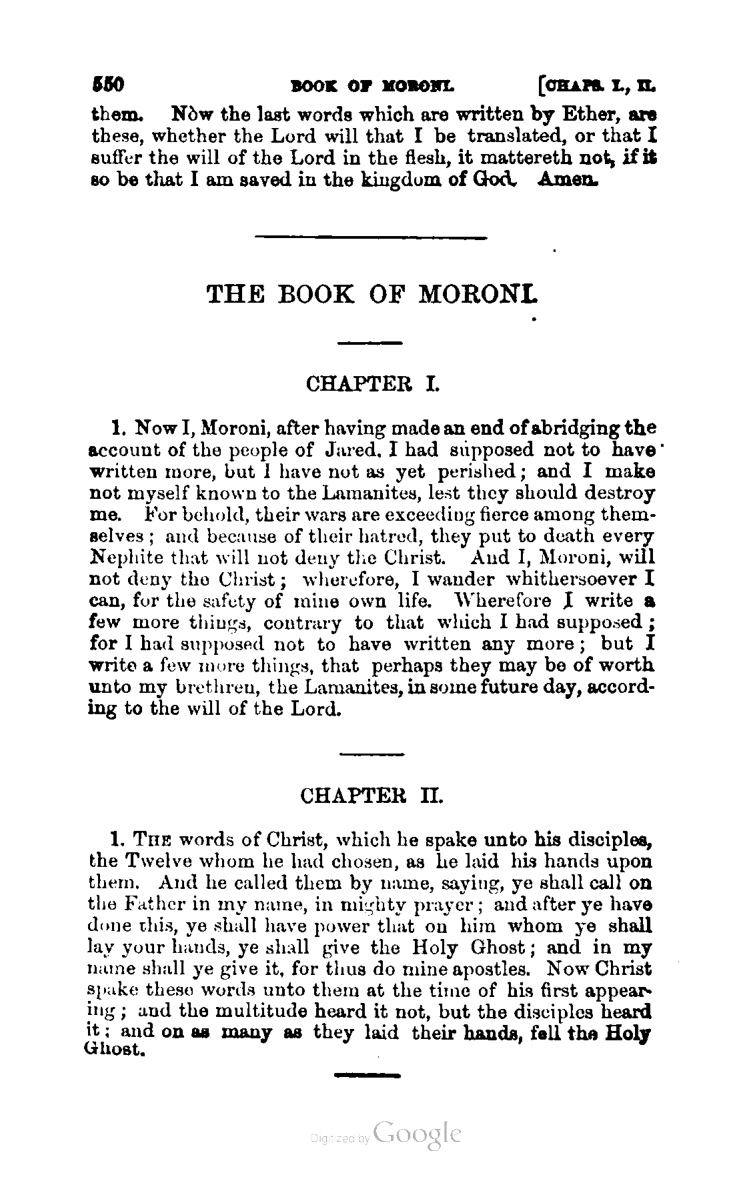 550 BOOK OF MORONI. [CHAPS. I., II.
them. Now the last words which are written by Ether, are
these, whether the Lord will that I be translated, or that I
suffer the will of the Lord in the flesh, it mattereth not, if it
so be that I am saved in the kingdom of God. Amen.
THE BOOK OF MORONI.
CHAPTER I.
1. Now I, Moroni, after having made an end of abridging the
account of the people of Jared, I had supposed not to have
written more, but I have not as yet perished; and I make
not myself known to the Lamanites, lest they should destroy
me. For behold, their wars are exceeding fierce among them-
selves; and because of their hatred, they put to death every
Nephite that will not deny the Christ. And I, Moroni, will
not deny the Christ; wherefore, I wander whithersoever I
can, for the safety of mine own life. Wherefore I write a
few more things, contrary to that which I had supposed;
for I had supposed not to have written any more; but I
write a few more things, that perhaps they may be of worth
unto my brethren, the Lamanites, in some future day, accord-
ing to the will of the Lord.
CHAPTER II.
1. THE words of Christ, which he spake unto his disciples,
the Twelve whom he had chosen, as he laid his hands upon
them. And he called them by name, saying, ye shall call on
the Father in my name, in mighty prayer; and after ye have
done this, ye shall have power that on him whom ye shall
lay your hands, ye shall give the Holy Ghost; and in my
name shall ye give it, for thus do mine apostles. Now Christ
spake these words unto them at the time of his first appear-
ing; and the multitude heard it not, but the disciples heard
it; and on as many as they laid their hands, fell the Holy
Ghost.
Digitized by Google